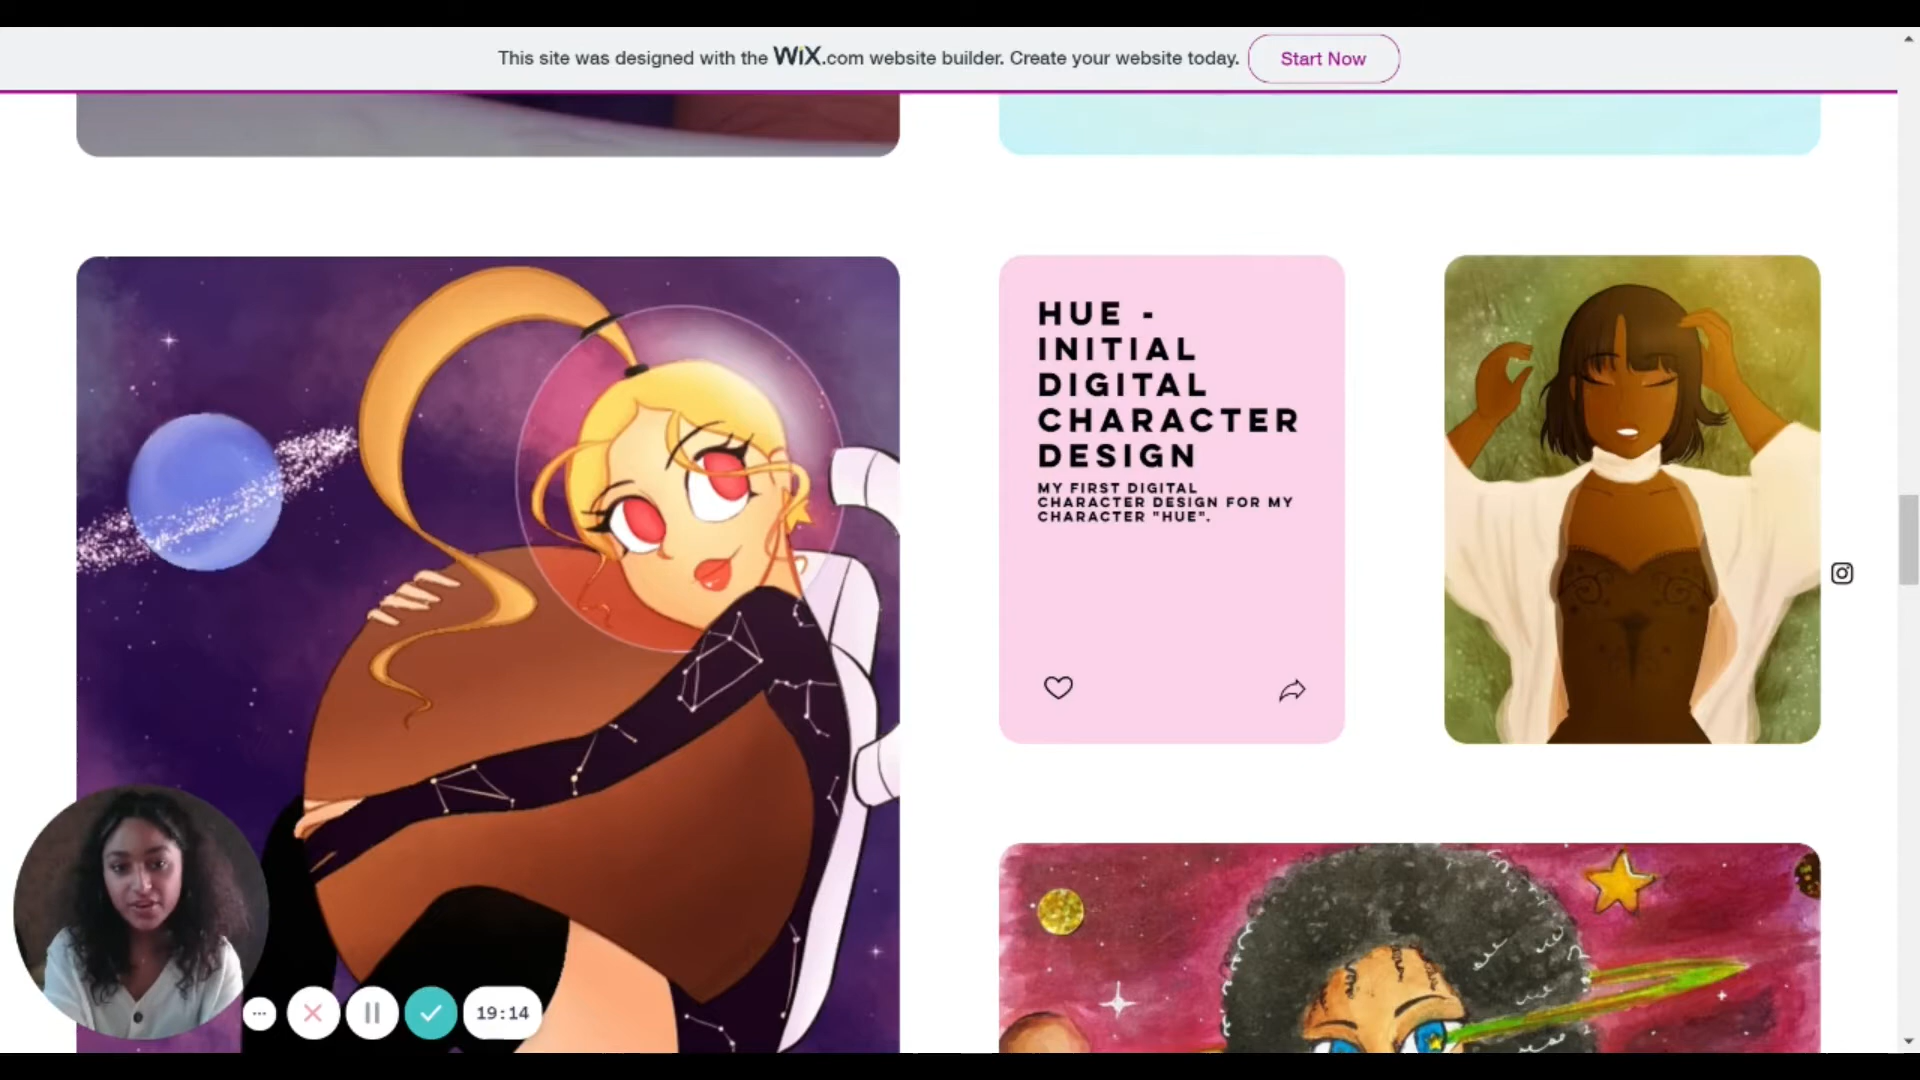 This site was designed with the WiX.com website builder. Create your website today. Start Now
HUE -
INITIAL
DIGITAL
CHARACTER
DESIGN
MY FIRST DIGITAL
CHARACTER DESIGN FOR MY
CHARACTER "HUE".
19:14